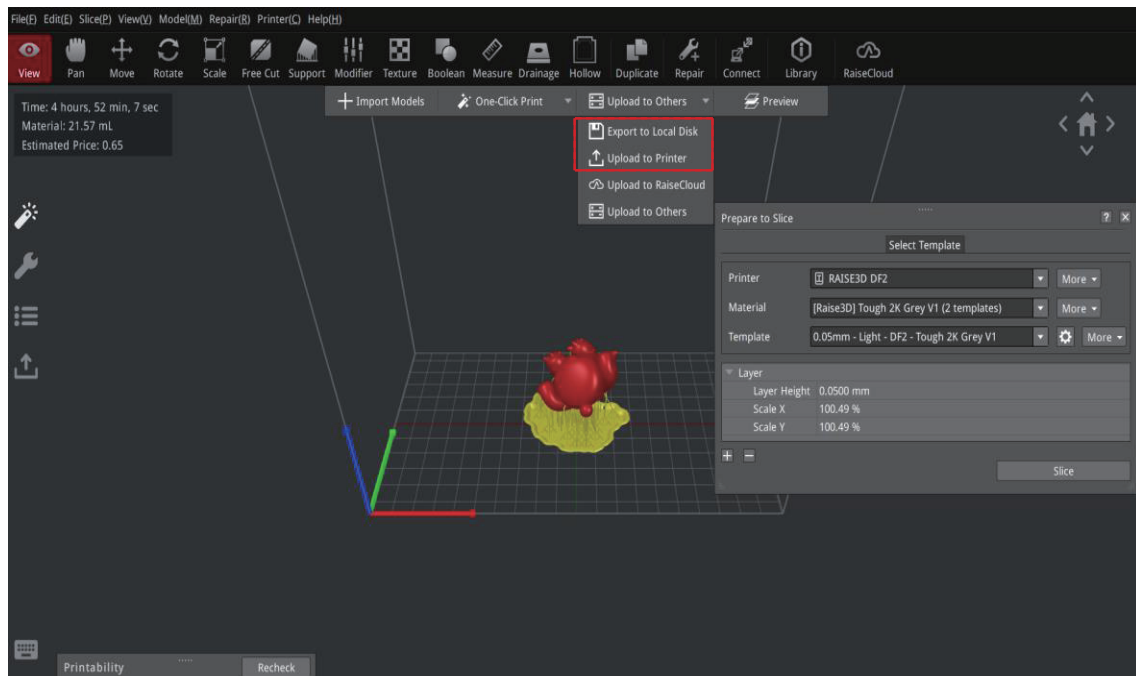 File(F) Edit(E) Slice(P) View(V) Model(M) Repair(R) Printer(C) Help(H)
View Pan Move Rotate Scale Free Cut Support Modifier Texture Boolean Measure Drainage Hollow Duplicate Repair Connect Library RaiseCloud
Import Models One-Click Print Upload to Others Preview
Time: 4 hours, 52 min, 7 sec
Material: 21.57 mL
Estimated Price: 0.65
Export to Local Disk
Upload to Printer
Upload to RaiseCloud
Upload to Others
Prepare to Slice ? X
Select Template
Printer RAISE3D DF2 More
Material [Raise3D] Tough 2K Grey V1 (2 templates) More
Template 0.05mm - Light - DF2 - Tough 2K Grey V1 More
Layer
Layer Height 0.0500 mm
Scale X 100.49 %
Scale Y 100.49 %
Slice
Printability Recheck